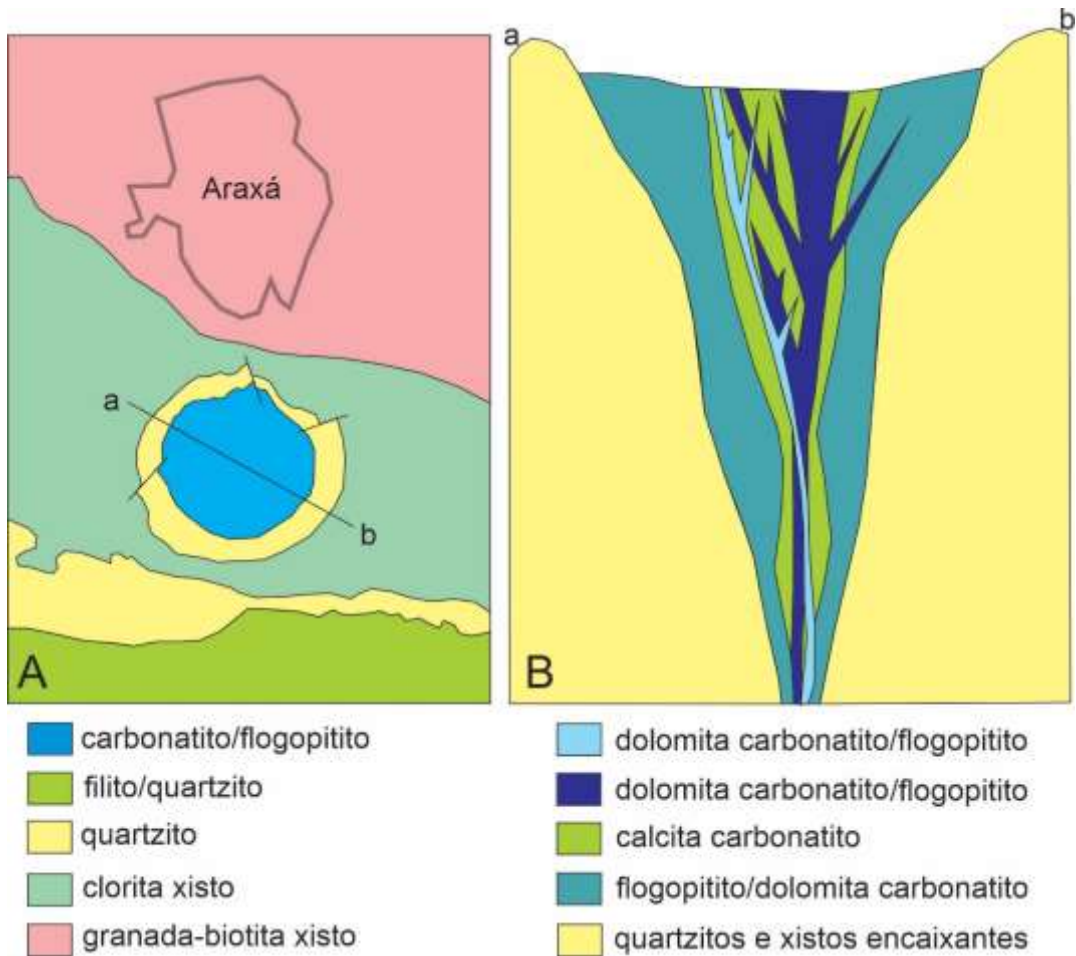 a
b
Araxá
a
b
A
B
carbonatito/flogopitito
filito/quartzito
quartzito
clorita xisto
granada-biotita xisto
dolomita carbonatito/flogopitito
dolomita carbonatito/flogopitito
calcita carbonatito
flogopitito/dolomita carbonatito
quartzitos e xistos encaixantes